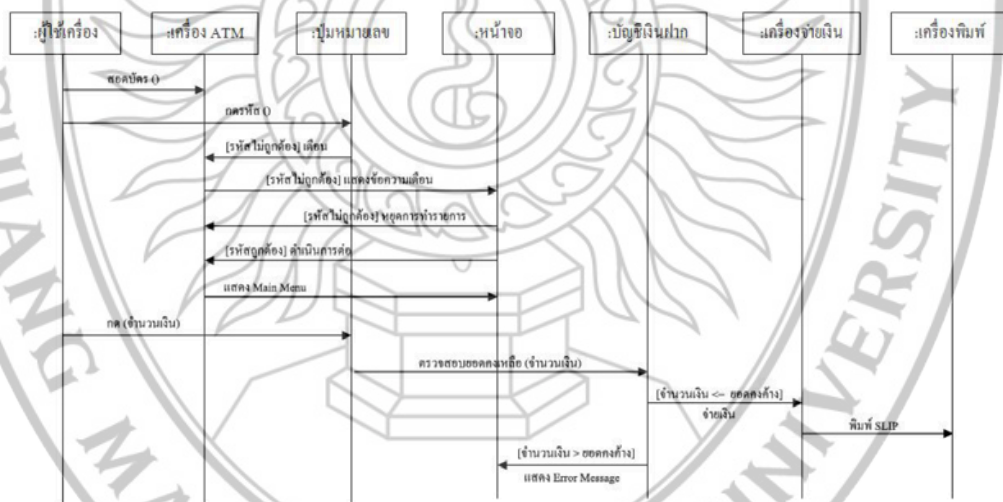 :ผู้ใช้เครื่อง
:เครื่อง ATM
:ปุ่มหมายเลข
:หน้าจอ
:บัญชีเงินฝาก
:เครื่องจ่ายเงิน
:เครื่องพิมพ์
สอดบัตร ()
กดรหัส ()
[รหัสไม่ถูกต้อง] เตือน
[รหัสไม่ถูกต้อง] แสดงข้อความเตือน
[รหัสไม่ถูกต้อง] หยุดการทำรายการ
[รหัสถูกต้อง] ดำเนินการต่อ
แสดง Main Menu
กด (จำนวนเงิน)
ตรวจสอบยอดคงเหลือ (จำนวนเงิน)
[จำนวนเงิน <= ยอดคงค้าง]
จ่ายเงิน
พิมพ์ SLIP
[จำนวนเงิน > ยอดคงค้าง]
แสดง Error Message
UNIVERSITY